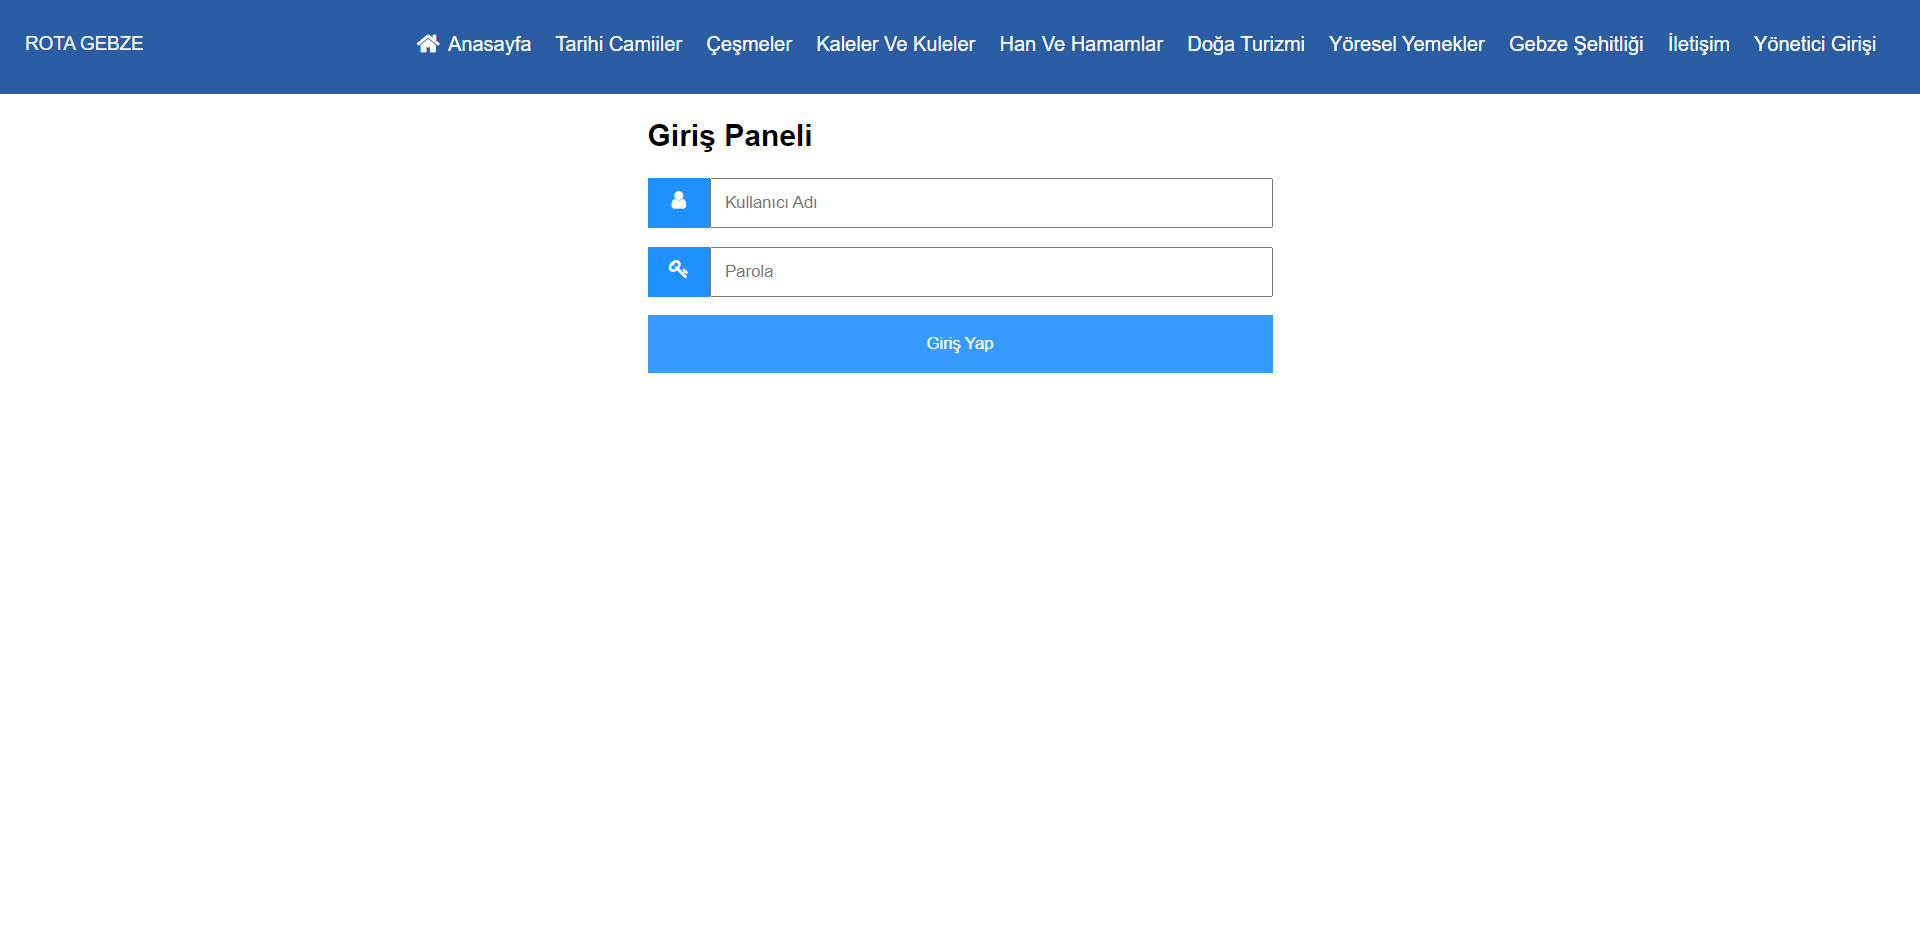 ROTA GEBZE Anasayfa Tarihi Camiiler Çeşmeler Kaleler Ve Kuleler Han Ve Hamamlar Doğa Turizmi Yöresel Yemekler Gebze Şehitliği İletişim Yönetici Girişi
Giriş Paneli
Kullanıcı Adı
Parola
Giriş Yap